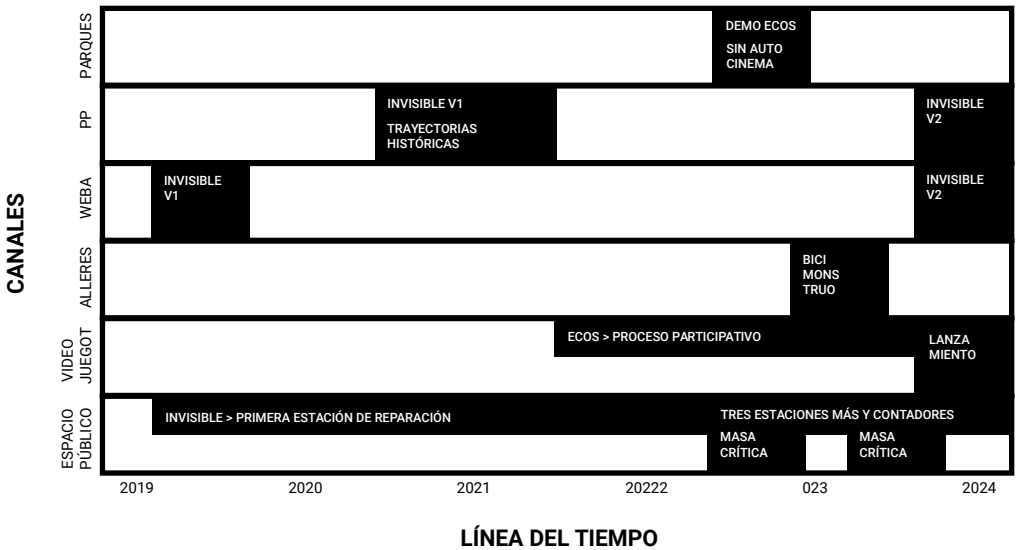 CANALES
PARQUES
DEMO ECOS
SIN AUTO
CINEMA
PP
INVISIBLE V1
TRAYECTORIAS
HISTÓRICAS
INVISIBLE
V2
WEBA
INVISIBLE
V1
INVISIBLE
V2
ALLERES
BICI
MONS
TRUO
VIDEO
JUEGOT
ECOS > PROCESO PARTICIPATIVO
LANZA
MIENTO
ESPACIO
PÚBLICO
INVISIBLE > PRIMERA ESTACIÓN DE REPARACIÓN
TRES ESTACIONES MÁS Y CONTADORES
MASA
CRÍTICA
MASA
CRÍTICA
2019 2020 2021 20222 023 2024
LÍNEA DEL TIEMPO